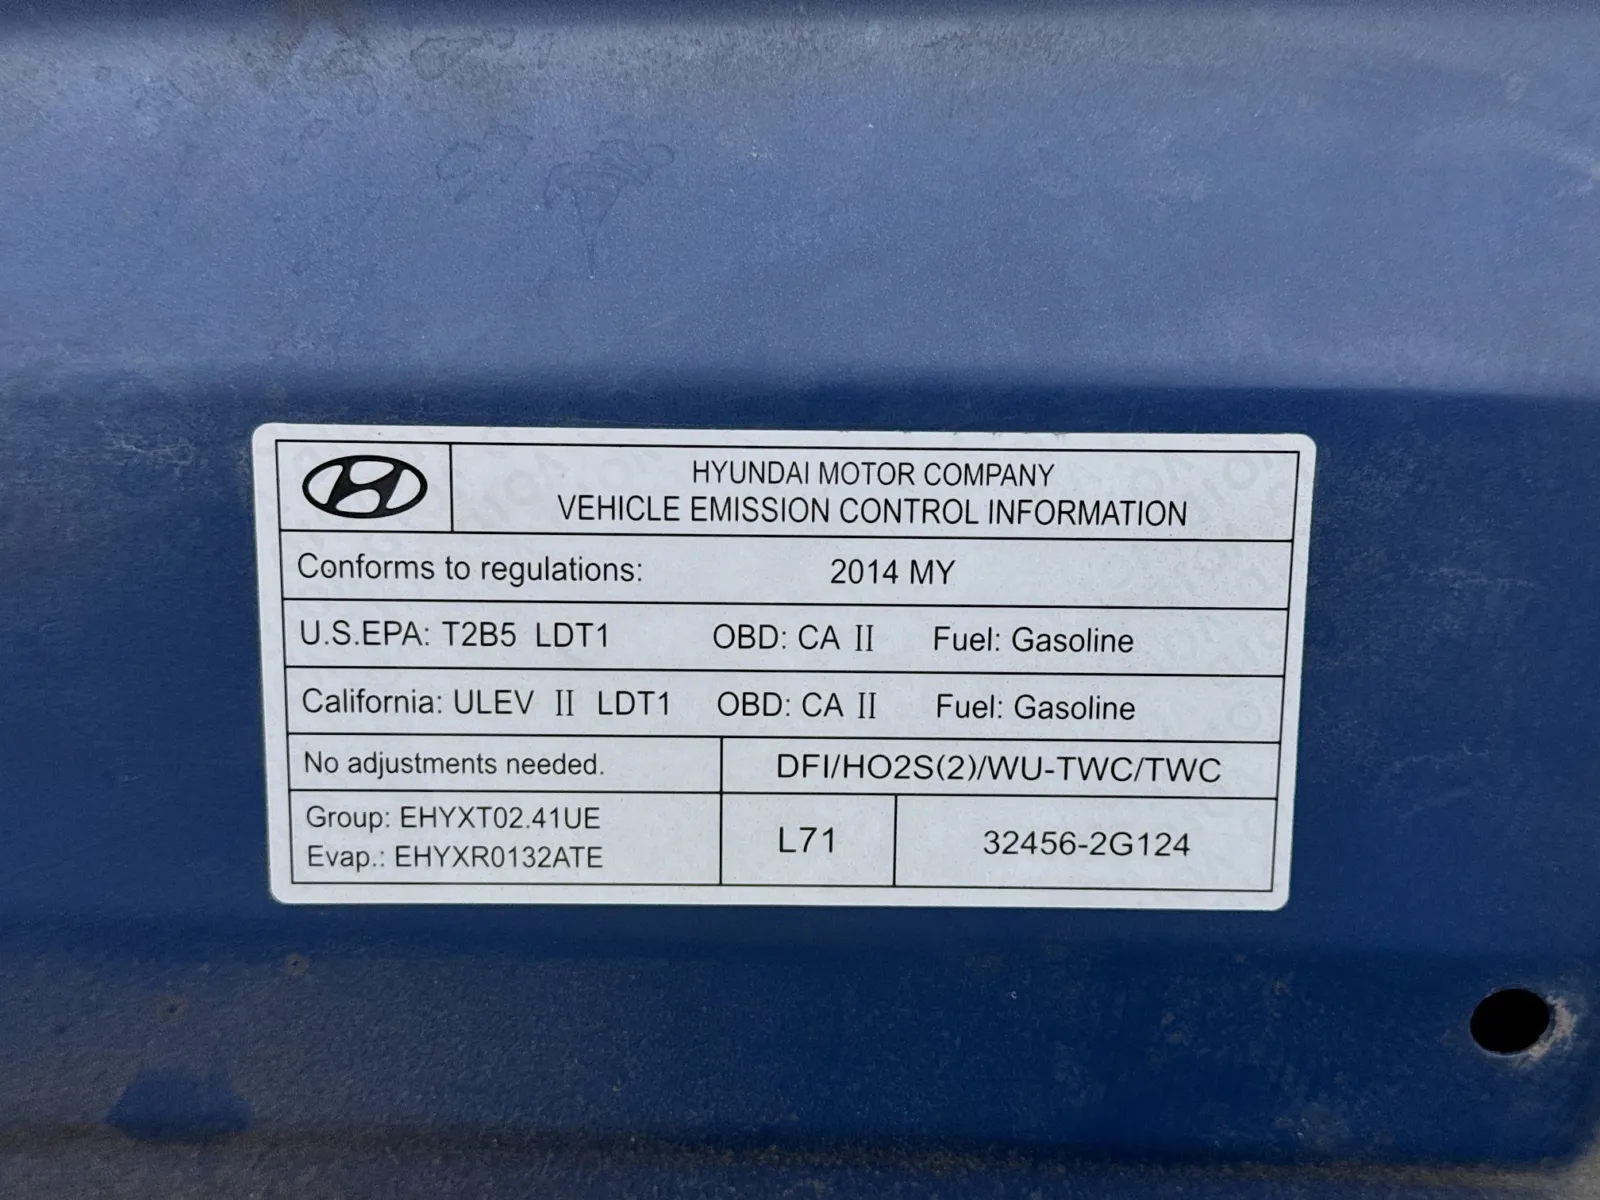 HYUNDAI MOTOR COMPANY
VEHICLE EMISSION CONTROL INFORMATION
Conforms to regulations: 2014 MY
U.S.EPA: T2B5 LDT1 OBD: CA II Fuel: Gasoline
California: ULEV II LDT1 OBD: CA II Fuel: Gasoline
No adjustments needed. DFI/HO2S(2)/WU-TWC/TWC
Group: EHYXT02.41UE
Evap.: EHYXR0132ATE
L71 32456-2G124